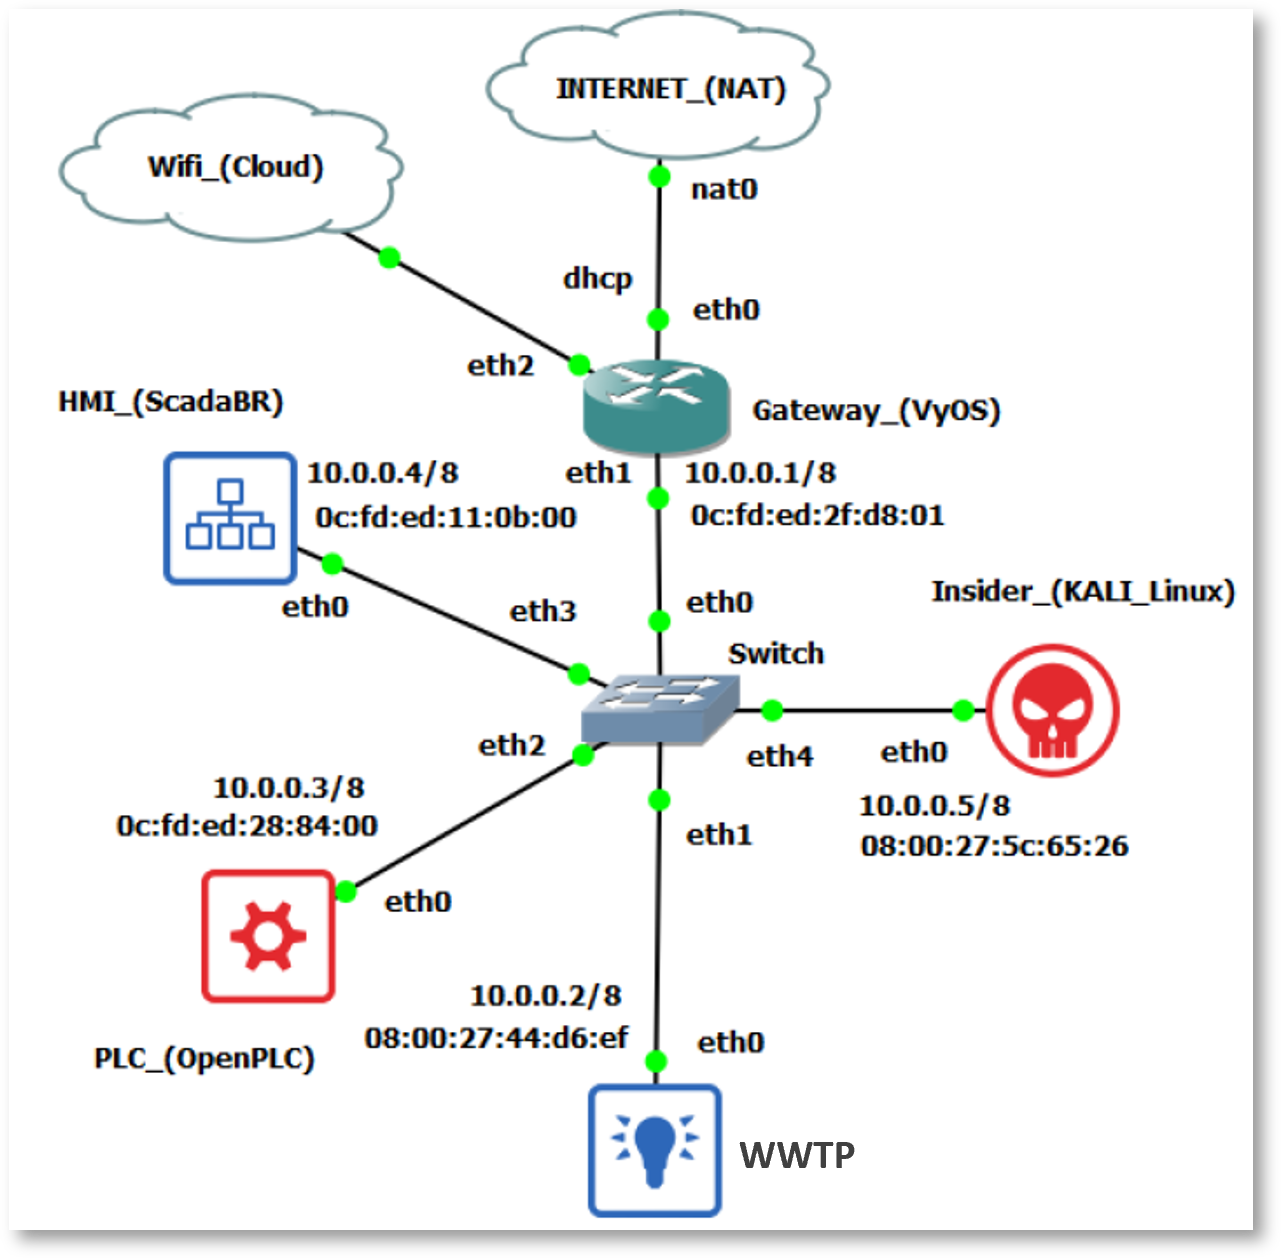 INTERNET_(NAT)
Wifi_(Cloud)
nat0
dhcp
eth0
eth2
HMI_(ScadaBR)
Gateway_(VyOS)
10.0.0.4/8
eth1
10.0.0.1/8
0c:fd:ed:11:0b:00
0c:fd:ed:2f:d8:01
eth0
eth3
eth0
Insider_(KALI_Linux)
Switch
eth2
eth4
eth0
10.0.0.3/8
0c:fd:ed:28:84:00
10.0.0.5/8
08:00:27:5c:65:26
eth1
eth0
10.0.0.2/8
08:00:27:44:d6:ef
eth0
PLC_(OpenPLC)
WWTP